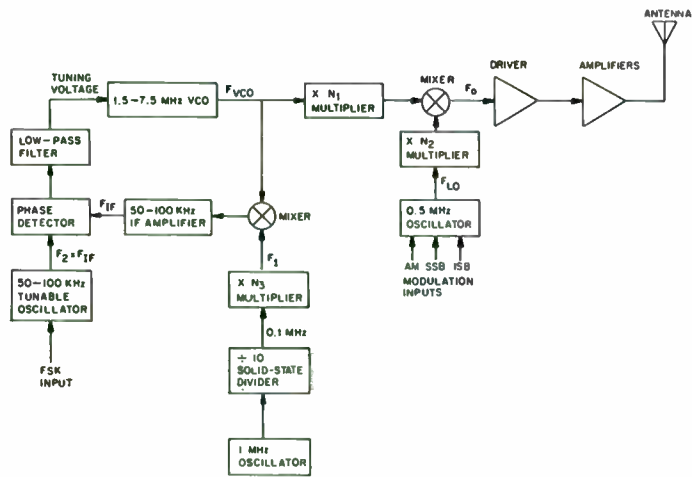 ANTENNA
TUNING
VOLTAGE
1.5-7.5 MHz VCO
FVCO
X N1
MULTIPLIER
MIXER
F0
DRIVER
AMPLIFIERS
LOW-PASS
FILTER
X N2
MULTIPLIER
FLO
PHASE
DETECTOR
FIF
50-100 KHz
IF AMPLIFIER
MIXER
0.5 MHz
OSCILLATOR
F2=FIF
F1
AM SSB ISB
MODULATION
INPUTS
50-100 KHz
TUNABLE
OSCILLATOR
X N3
MULTIPLIER
0.1 MHz
FSK
INPUT
÷ 10
SOLID-STATE
DIVIDER
1 MHz
OSCILLATOR